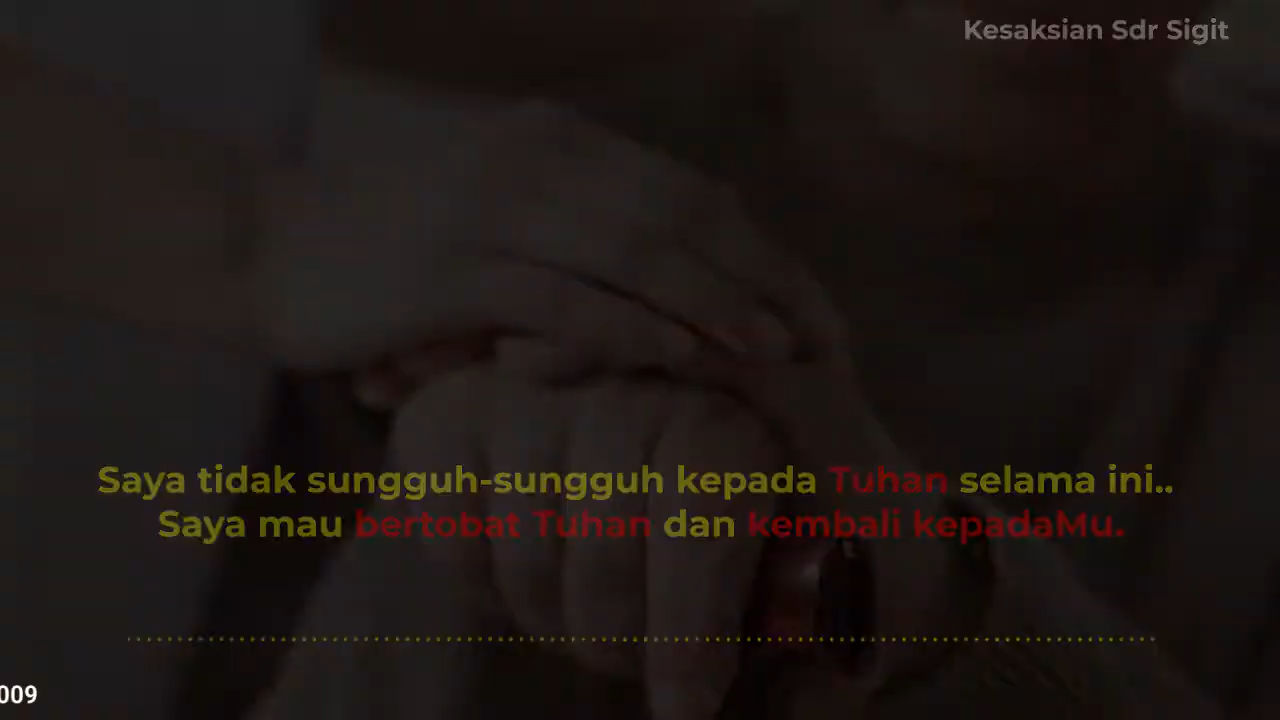 Kesaksian Sdr Sigit
Saya tidak sungguh-sungguh kepada Tuhan selama ini..
Saya mau bertobat Tuhan dan kembali kepadaMu.
009